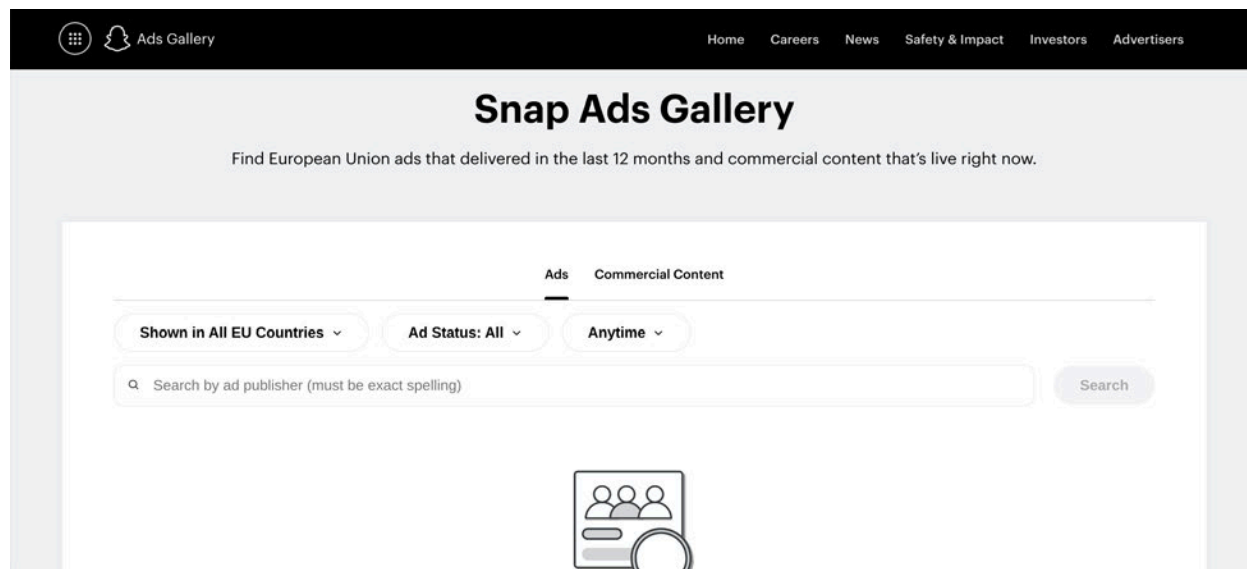 Ads Gallery Home Careers News Safety & Impact Investors Advertisers
Snap Ads Gallery
Find European Union ads that delivered in the last 12 months and commercial content that’s live right now.
Ads Commercial Content
Shown in All EU Countries Ad Status: All Anytime
Search by ad publisher (must be exact spelling) Search